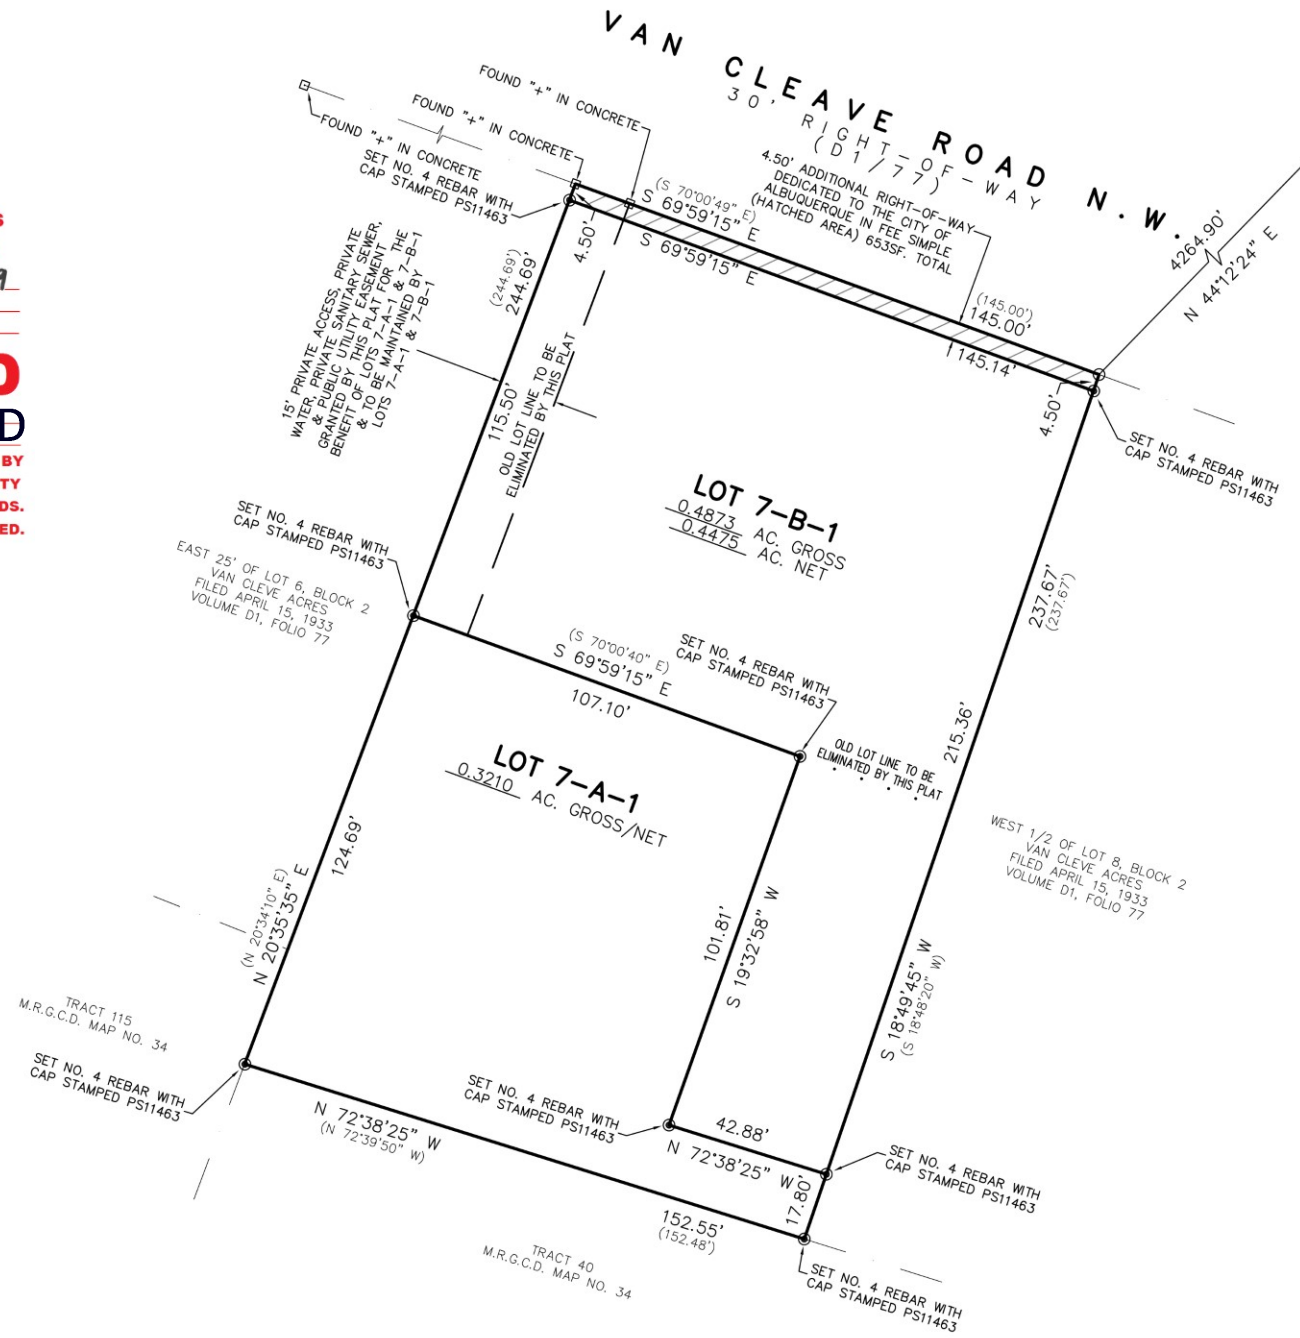 VAN CLEAVE ROAD N.W.
30' RIGHT-OF-WAY
(D1/77)
FOUND "+" IN CONCRETE
FOUND "+" IN CONCRETE
FOUND "+" IN CONCRETE
SET NO. 4 REBAR WITH
CAP STAMPED PS11463
4.50' ADDITIONAL RIGHT-OF-WAY
DEDICATED TO THE CITY OF
ALBUQUERQUE IN FEE SIMPLE
(HATCHED AREA) 653SF. TOTAL
(S 70°00'49" E)
S 69°59'15" E
S 69°59'15" E
4264.90'
N 44°12'24" E
(145.00')
145.00'
145.14'
4.50'
4.50'
(244.69')
244.69'
15' PRIVATE ACCESS, PRIVATE
WATER, PRIVATE SANITARY SEWER,
& PUBLIC UTILITY EASEMENT
GRANTED BY THIS PLAT FOR THE
BENEFIT OF LOTS 7-A-1 & 7-B-1
& TO BE MAINTAINED BY
LOTS 7-A-1 & 7-B-1
115.50'
OLD LOT LINE TO BE
ELIMINATED BY THIS PLAT
SET NO. 4 REBAR WITH
CAP STAMPED PS11463
S
D
BY
TY
DS.
ED.
LOT 7-B-1
0.4873 AC. GROSS
0.4475 AC. NET
SET NO. 4 REBAR WITH
CAP STAMPED PS11463
EAST 25' OF LOT 6, BLOCK 2
VAN CLEVE ACRES
FILED APRIL 15, 1933
VOLUME D1, FOLIO 77
237.67'
(237.67')
(S 70°00'40" E)
S 69°59'15" E
107.10'
SET NO. 4 REBAR WITH
CAP STAMPED PS11463
215.36'
OLD LOT LINE TO BE
ELIMINATED BY THIS PLAT
LOT 7-A-1
0.3210 AC. GROSS/NET
124.69'
WEST 1/2 OF LOT 8, BLOCK 2
VAN CLEVE ACRES
FILED APRIL 15, 1933
VOLUME D1, FOLIO 77
(N 20°34'10" E)
N 20°35'35" E
101.81'
S 19°32'58" W
S 18°49'45" W
(S 18°48'20" W)
TRACT 115
M.R.G.C.D. MAP NO. 34
SET NO. 4 REBAR WITH
CAP STAMPED PS11463
N 72°38'25" W
(N 72°39'50" W)
SET NO. 4 REBAR WITH
CAP STAMPED PS11463
42.88'
N 72°38'25" W
17.80'
SET NO. 4 REBAR WITH
CAP STAMPED PS11463
152.55'
(152.48')
TRACT 40
M.R.G.C.D. MAP NO. 34
SET NO. 4 REBAR WITH
CAP STAMPED PS11463